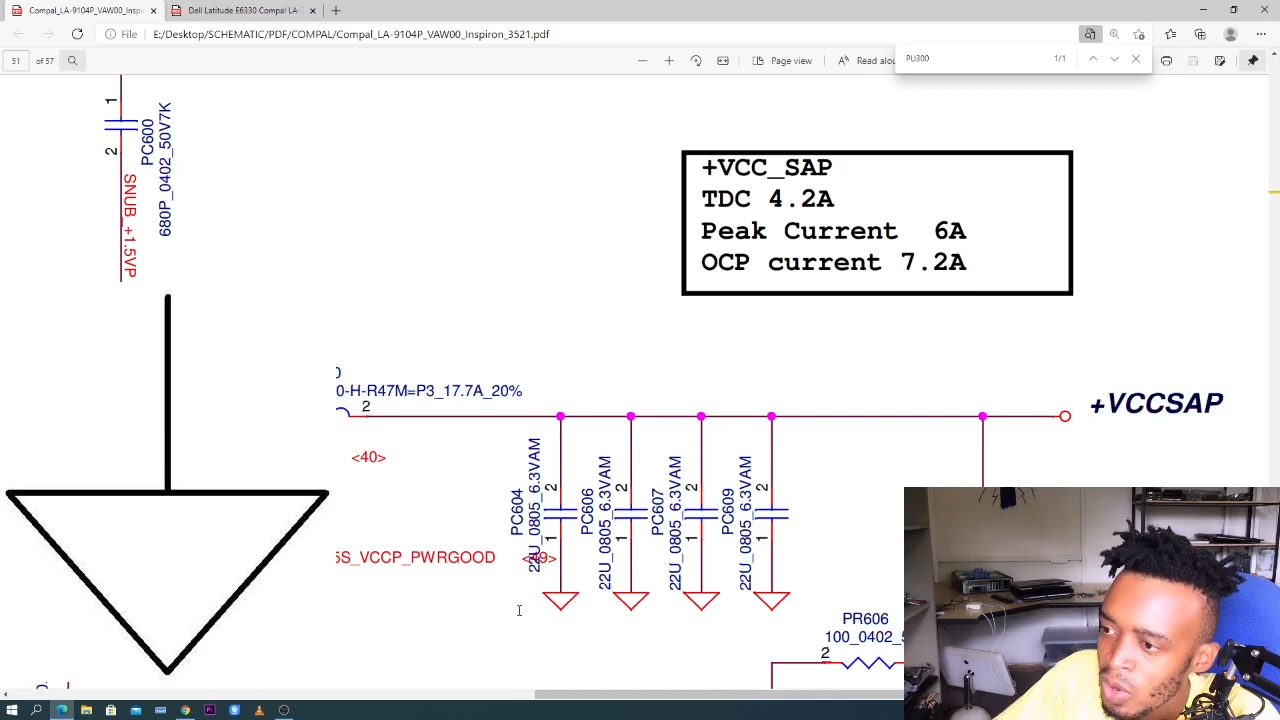 Compal_LA-9104P_VAW00_Inspi
Dell Latitude E6330 Compal LA-
File
E:/Desktop/SCHEMATIC/PDF/COMPAL/Compal_LA-9104P_VAW00_Inspiron_3521.pdf
51 of 57
Page view
Read alou
PU300
1/1
1
2
PC600
680P_0402_50V7K
SNUB_+1.5VP
+VCC_SAP
TDC 4.2A
Peak Current 6A
OCP current 7.2A
0-H-R47M=P3_17.7A_20%
2
+VCCSAP
<40>
PC604
22U_0805_6.3VAM
2
1
PC606
22U_0805_6.3VAM
2
1
PC607
22U_0805_6.3VAM
2
1
PC609
22U_0805_6.3VAM
2
1
S_VCCP_PWRGOOD
PR606
2